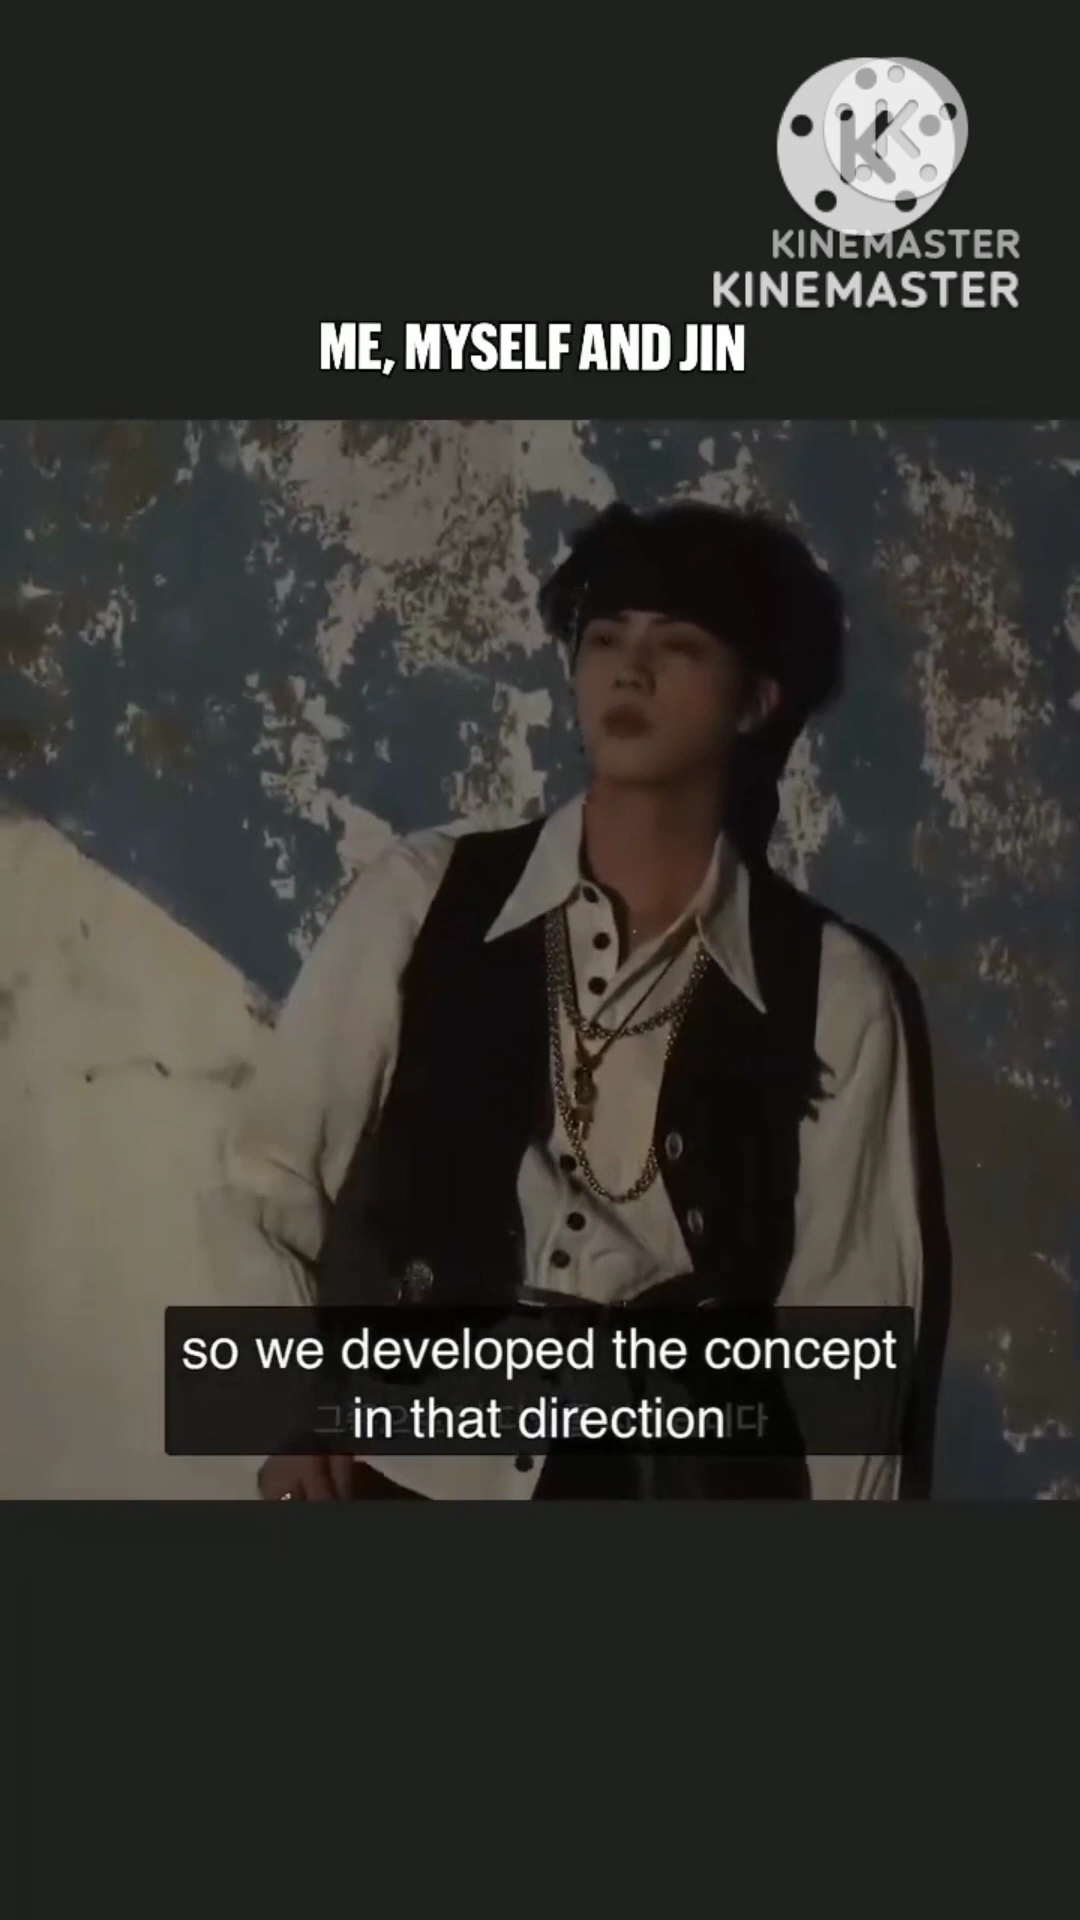 KINEMASTER
KINEMASTER
ME, MYSELF AND JIN
so we developed the concept
in that direction